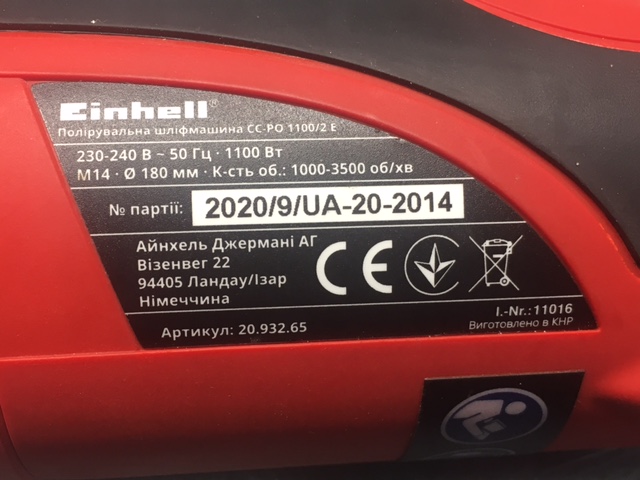 Einhell
Полірувальна шліфмашина CC-PO 1100/2 E
230-240 В ~ 50 Гц · 1100 Вт
M14 · Ø 180 мм · К-сть об.: 1000-3500 об/хв
№ партії: 2020/9/UA-20-2014
Айнхель Джермані АГ
Візенвег 22
94405 Ландау/Ізар
Німеччина
CE
I.-Nr.: 11016
Артикул: 20.932.65
Виготовлено в КНР